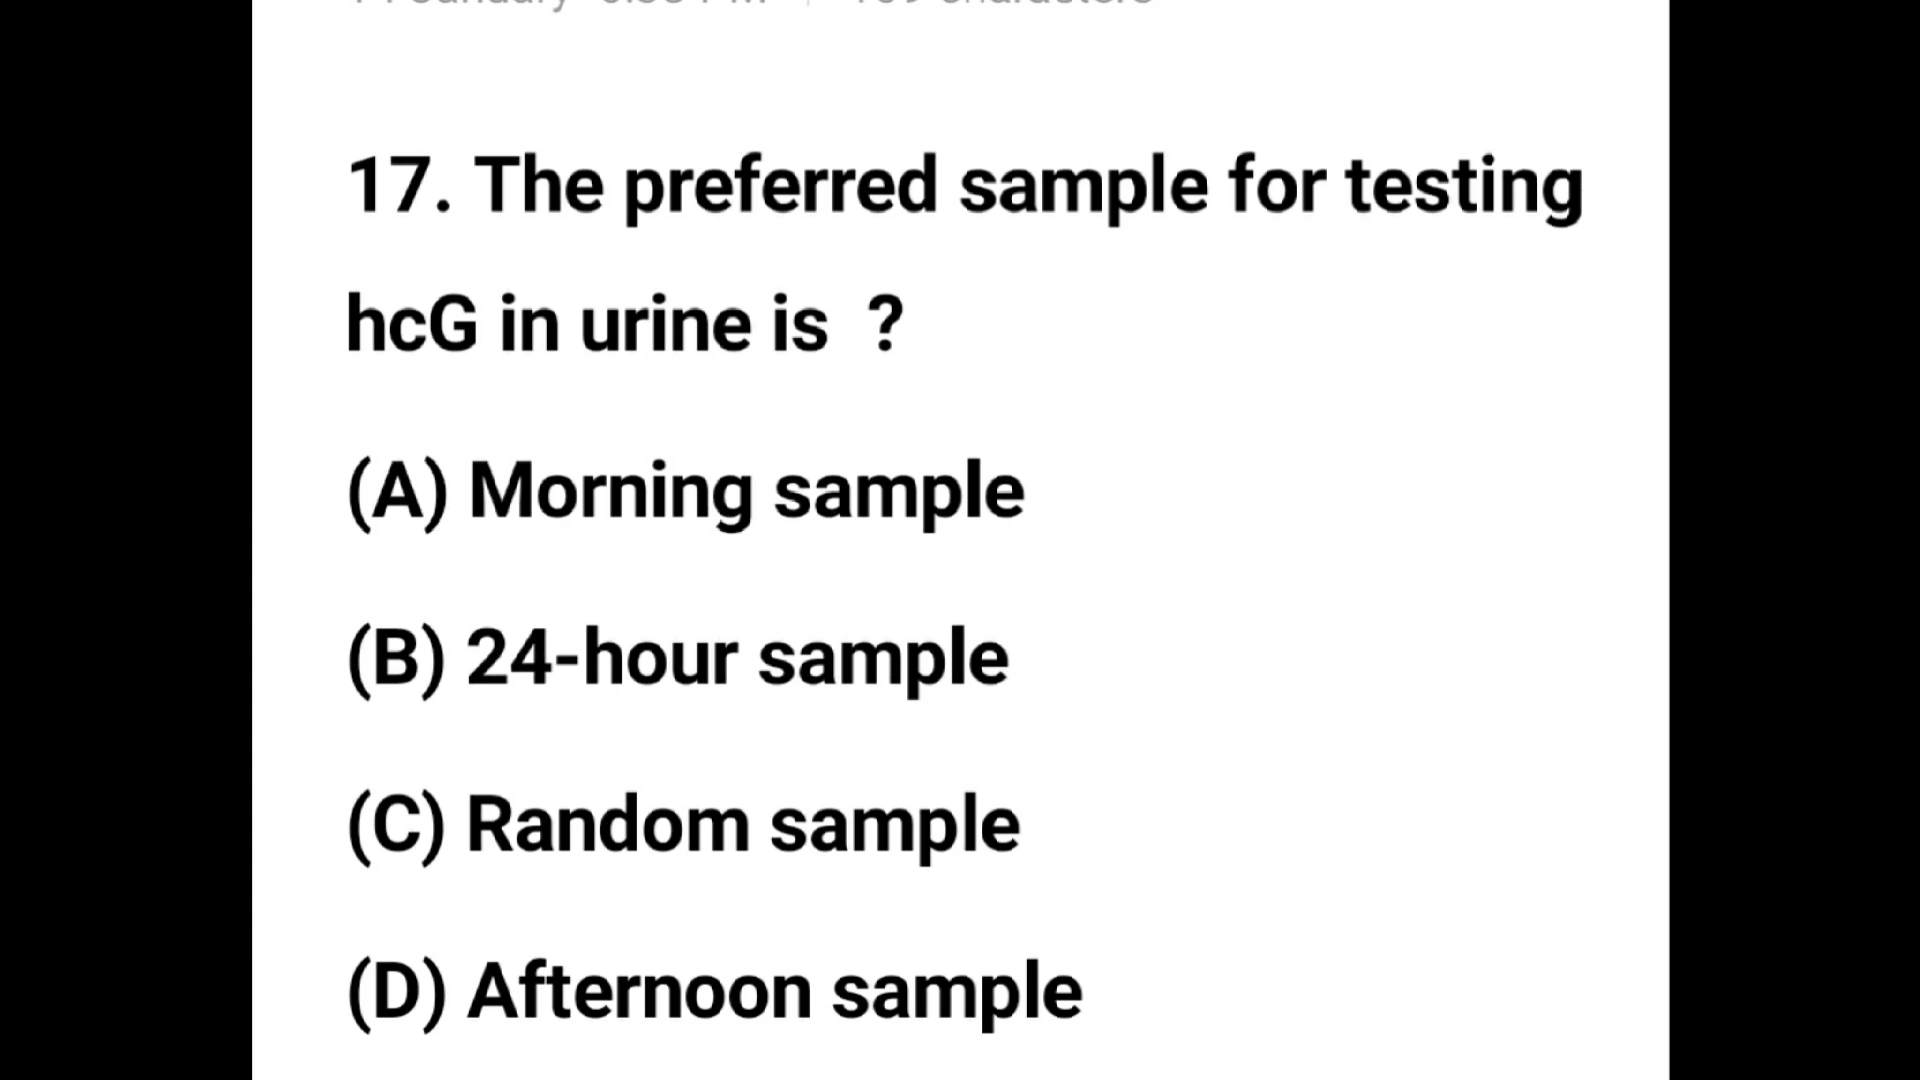 17. The preferred sample for testing
hcG in urine is ?
(A) Morning sample
(B) 24-hour sample
(C) Random sample
(D) Afternoon sample